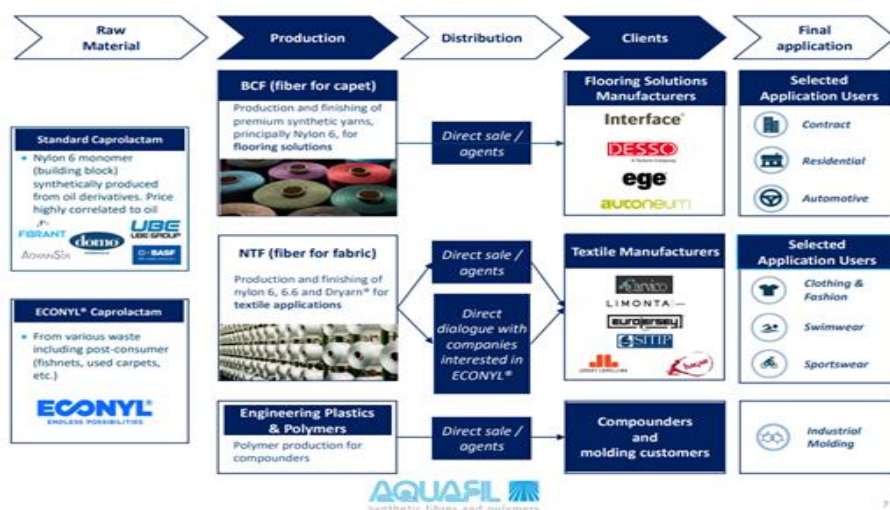 Raw
Material
Production
Distribution
Clients
Final
application
Standard Caprolactam
Nylon 6 monomer
(building block)
synthetically produced
from oil derivatives. Price
highly correlated to oil
FIBRANT
domo
UBE
UBE GROUP
ADVANSIX
BASF
ECONYL® Caprolactam
From various waste
including post-consumer
(fishnets, used carpets,
etc.)
ECONYL®
ENDLESS POSSIBILITIES
BCF (fiber for capet)
Production and finishing of
premium synthetic yarns,
principally Nylon 6, for
flooring solutions
Direct sale /
agents
Flooring Solutions
Manufacturers
Interface®
DESSO
ege
autoneum
Selected
Application Users
Contract
Residential
Automotive
NTF (fiber for fabric)
Production and finishing of
nylon 6, 6.6 and Dryarn® for
textile applications
Direct sale /
agents
Direct
dialogue with
companies
interested in
ECONYL®
Textile Manufacturers
Carvico
LIMONTA
eurojersey
SITIP
Selected
Application Users
Clothing &
Fashion
Swimwear
Sportswear
Engineering Plastics
& Polymers
Polymer production for
compounders
Direct sale /
agents
Compounders
and
molding customers
Industrial
Molding
AQUAFIL
synthetic fibres and polymers